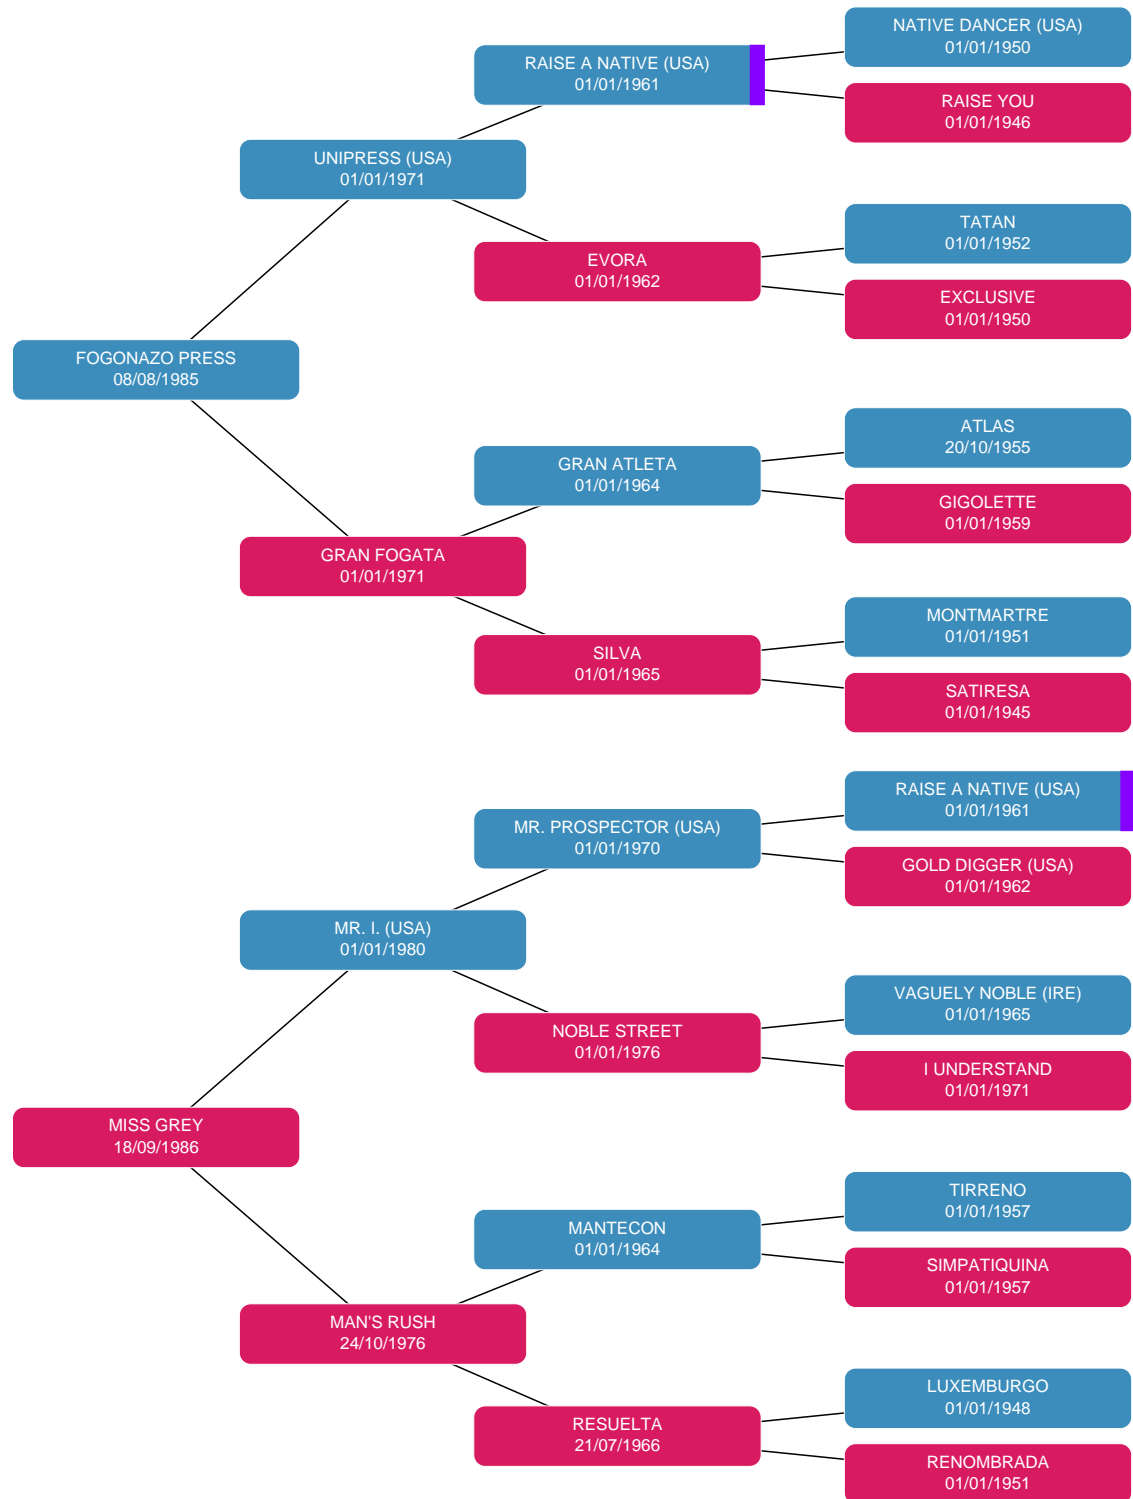 NATIVE DANCER (USA)
01/01/1950
RAISE A NATIVE (USA)
01/01/1961
RAISE YOU
01/01/1946
UNIPRESS (USA)
01/01/1971
TATAN
01/01/1952
EVORA
01/01/1962
EXCLUSIVE
01/01/1950
FOGONAZO PRESS
08/08/1985
ATLAS
20/10/1955
GRAN ATLETA
01/01/1964
GIGOLETTE
01/01/1959
GRAN FOGATA
01/01/1971
MONTMARTRE
01/01/1951
SILVA
01/01/1965
SATIRESA
01/01/1945
RAISE A NATIVE (USA)
01/01/1961
MR. PROSPECTOR (USA)
01/01/1970
GOLD DIGGER (USA)
01/01/1962
MR. I. (USA)
01/01/1980
VAGUELY NOBLE (IRE)
01/01/1965
NOBLE STREET
01/01/1976
I UNDERSTAND
01/01/1971
MISS GREY
18/09/1986
TIRRENO
01/01/1957
MANTECON
01/01/1964
SIMPATIQUINA
01/01/1957
MAN'S RUSH
24/10/1976
LUXEMBURGO
01/01/1948
RESUELTA
21/07/1966
RENOMBRADA
01/01/1951